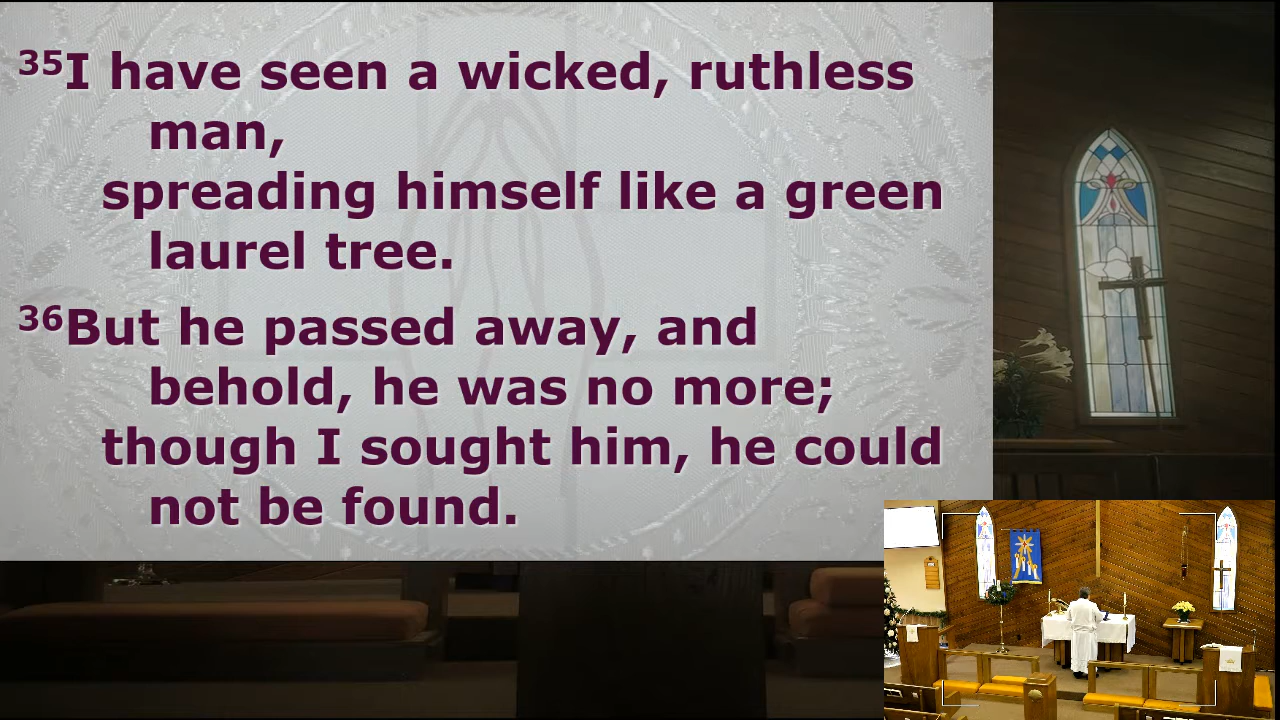 35I have seen a wicked, ruthless
man,
spreading himself like a green
laurel tree.
36But he passed away, and
behold, he was no more;
though I sought him, he could
not be found.